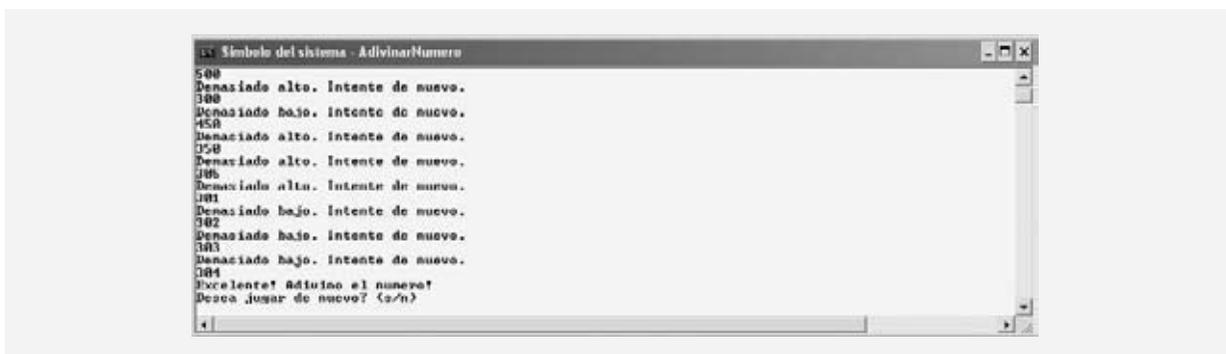 Símbolo del sistema - AdivinarNumero
500
Demasiado alto. Intente de nuevo.
300
Demasiado bajo. Intente de nuevo.
450
Demasiado alto. Intente de nuevo.
350
Demasiado alto. Intente de nuevo.
305
Demasiado alto. Intente de nuevo.
301
Demasiado bajo. Intente de nuevo.
302
Demasiado bajo. Intente de nuevo.
303
Demasiado bajo. Intente de nuevo.
304
Excelente! Adivino el numero!
Desea jugar de nuevo? (s/n)